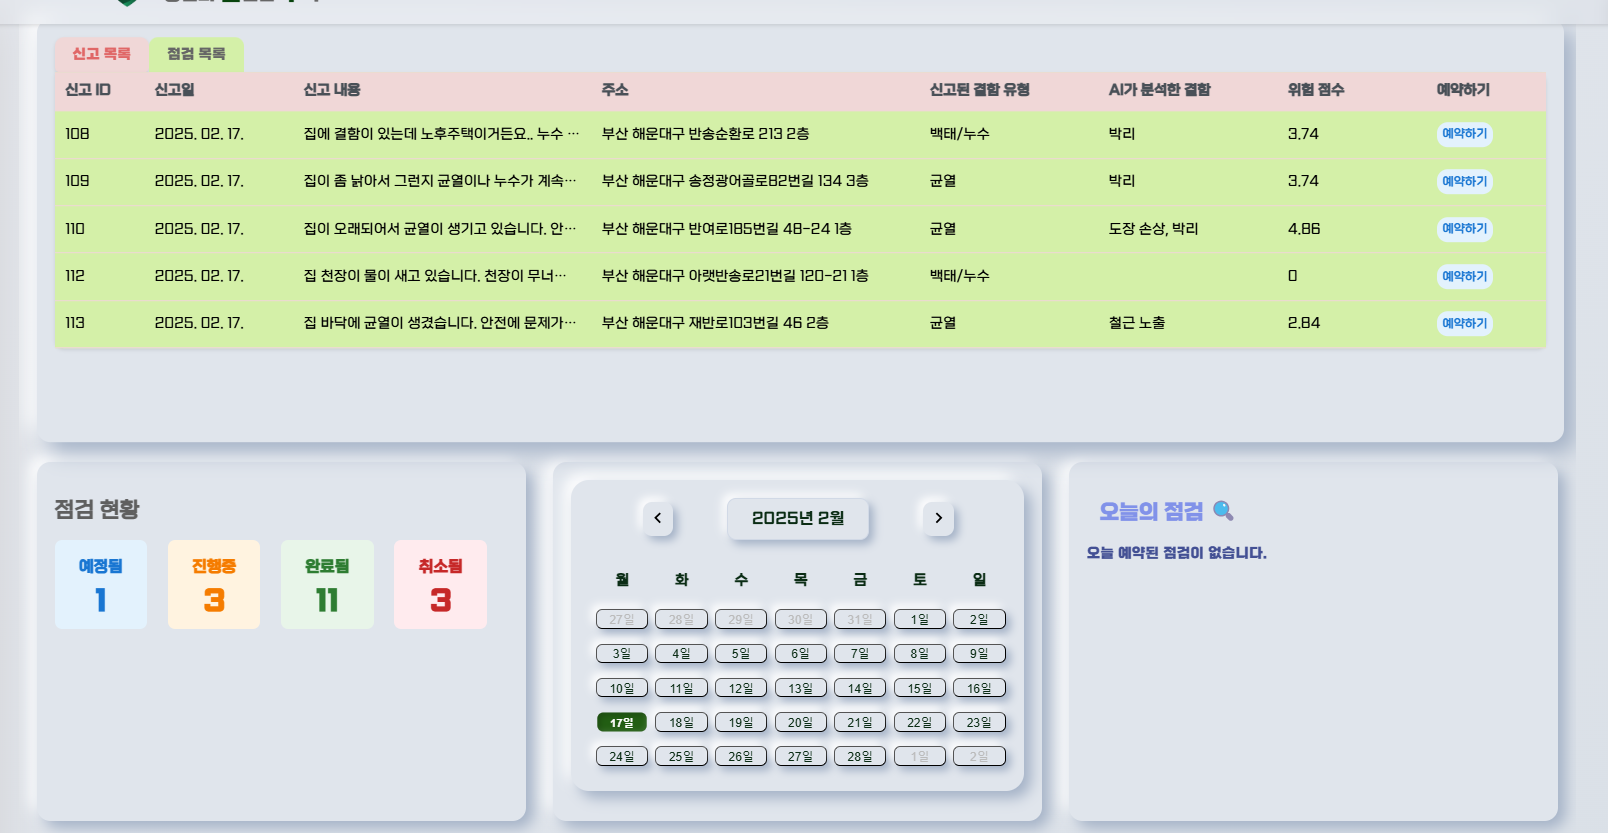 신고 목록 점검 목록
신고 ID 신고일 신고 내용 주소 신고된 결함 유형 AI가 분석한 결함 위험 점수 예약하기
108 2025. 02. 17. 집에 결함이 있는데 노후주택이거든요.. 누수 ... 부산 해운대구 반송순환로 213 2층 백태/누수 박리 3.74 예약하기
109 2025. 02. 17. 집이 좀 낡아서 그런지 균열이나 누수가 계속... 부산 해운대구 송정광어골로82번길 134 3층 균열 박리 3.74 예약하기
110 2025. 02. 17. 집이 오래되어서 균열이 생기고 있습니다. 안... 부산 해운대구 반여로185번길 48-24 1층 균열 도장 손상, 박리 4.86 예약하기
112 2025. 02. 17. 집 천장이 물이 새고 있습니다. 천장이 무너... 부산 해운대구 아랫반송로21번길 120-21 1층 백태/누수 0 예약하기
113 2025. 02. 17. 집 바닥에 균열이 생겼습니다. 안전에 문제가... 부산 해운대구 재반로103번길 46 2층 균열 철근 노출 2.84 예약하기
점검 현황
예정됨 진행중 완료됨 취소됨
1 3 11 3
2025년 2월
월 화 수 목 금 토 일
27일 28일 29일 30일 31일 1일 2일
3일 4일 5일 6일 7일 8일 9일
10일 11일 12일 13일 14일 15일 16일
17일 18일 19일 20일 21일 22일 23일
24일 25일 26일 27일 28일 1일 2일
오늘의 점검
오늘 예약된 점검이 없습니다.